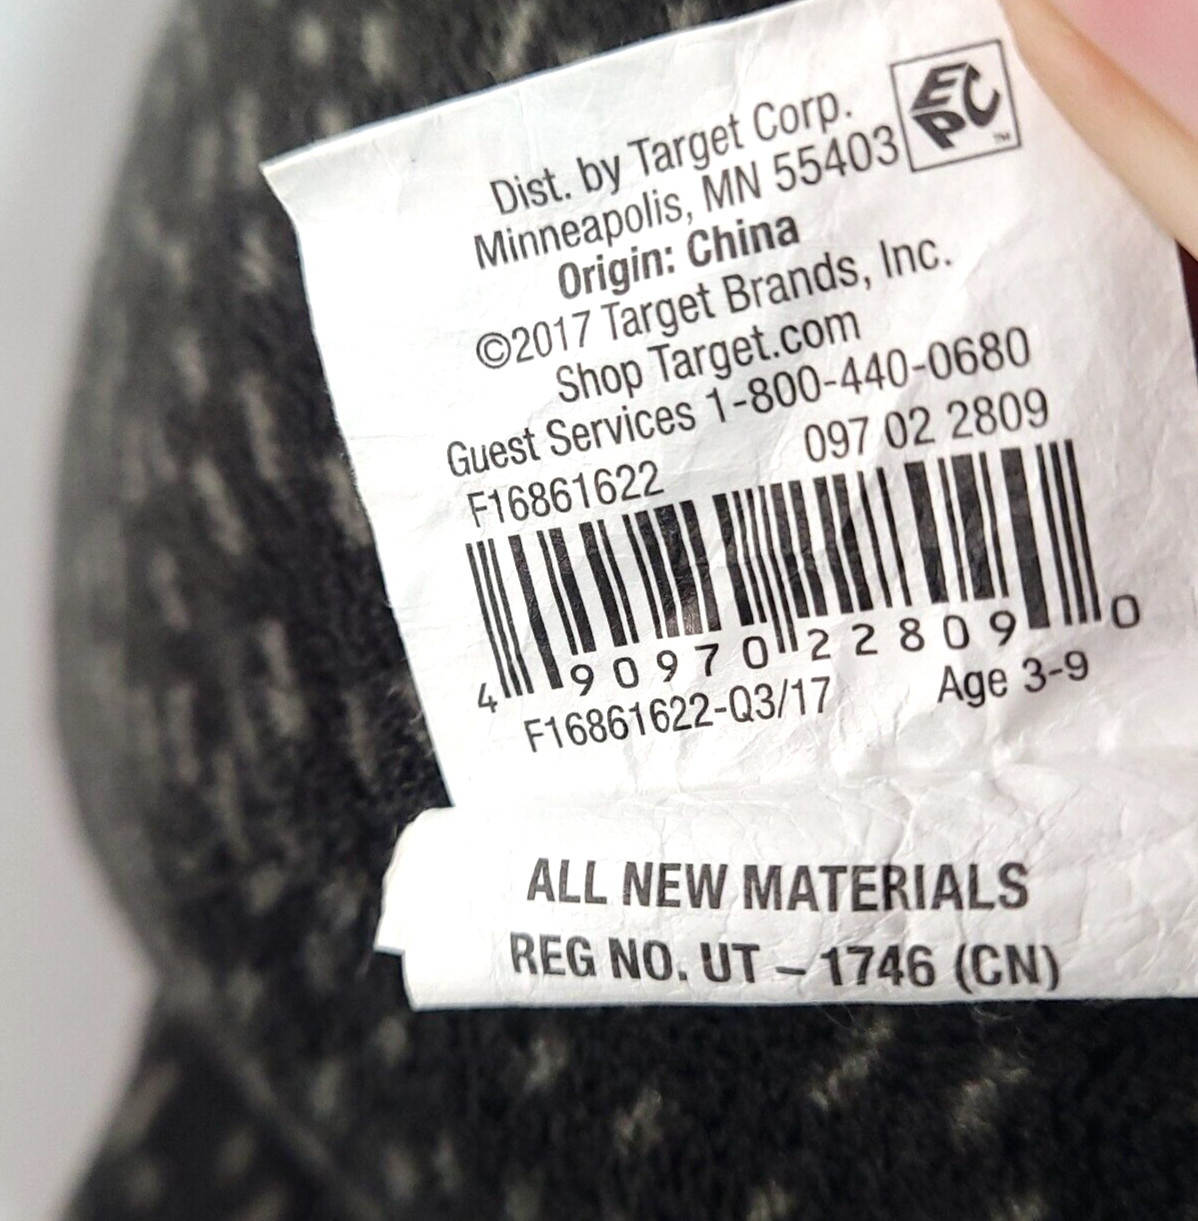 Dist. by Target Corp.
Minneapolis, MN 55403
EPC™
Origin: China
©2017 Target Brands, Inc.
Shop Target.com
Guest Services 1-800-440-0680
F16861622 097 02 2809
4 90970 22809 0
F16861622-Q3/17 Age 3-9
ALL NEW MATERIALS
REG NO. UT – 1746 (CN)